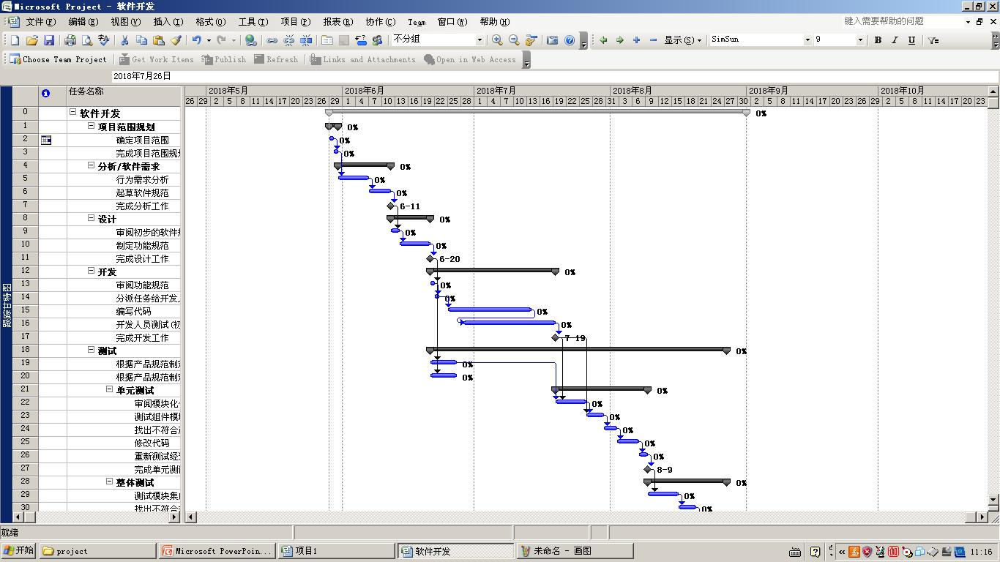 Microsoft Project - 软件开发
文件(F) 编辑(E) 视图(V) 插入(I) 格式(O) 工具(T) 项目(P) 报表(R) 协作(C) Team 窗口(W) 帮助(H) 键入需要帮助的问题
不分组 显示(S) SimSun 9 B I U
Choose Team Project Get Work Items Publish Refresh Links and Attachments Open in Web Access
2018年7月26日
任务名称 2018年5月 2018年6月 2018年7月 2018年8月 2018年9月 2018年10月
26 29 2 5 8 11 14 17 20 23 26 29 1 4 7 10 13 16 19 22 25 28 1 4 7 10 13 16 19 22 25 28 31 3 6 9 12 15 18 21 24 27 30 2 5 8 11 14 17 20 23 26 29 2 5 8 11 14 17 20 23
0 软件开发 0%
1 项目范围规划 0%
2 确定项目范围 0%
3 完成项目范围规 0%
4 分析/软件需求 0%
5 行为需求分析 0%
6 起草软件规范 0%
7 完成分析工作 6-11
8 设计 0%
9 审阅初步的软件 0%
10 制定功能规范 0%
11 完成设计工作 6-20
12 开发 0%
13 审阅功能规范 0%
14 分派任务给开发 0%
15 编写代码 0%
16 开发人员测试(初 0%
17 完成开发工作 7-19
18 测试 0%
19 根据产品规范制 0%
20 根据产品规范制 0%
21 单元测试 0%
22 审阅模块化 0%
23 测试组件模 0%
24 找出不符合 0%
25 修改代码 0%
26 重新测试经 0%
27 完成单元测 8-9
28 整体测试 0%
29 测试模块集 0%
30 找出不符合 0%
跟踪甘特图
就绪
开始 project Microsoft PowerPoin... 项目1 软件开发 未命名 - 画图 11:16